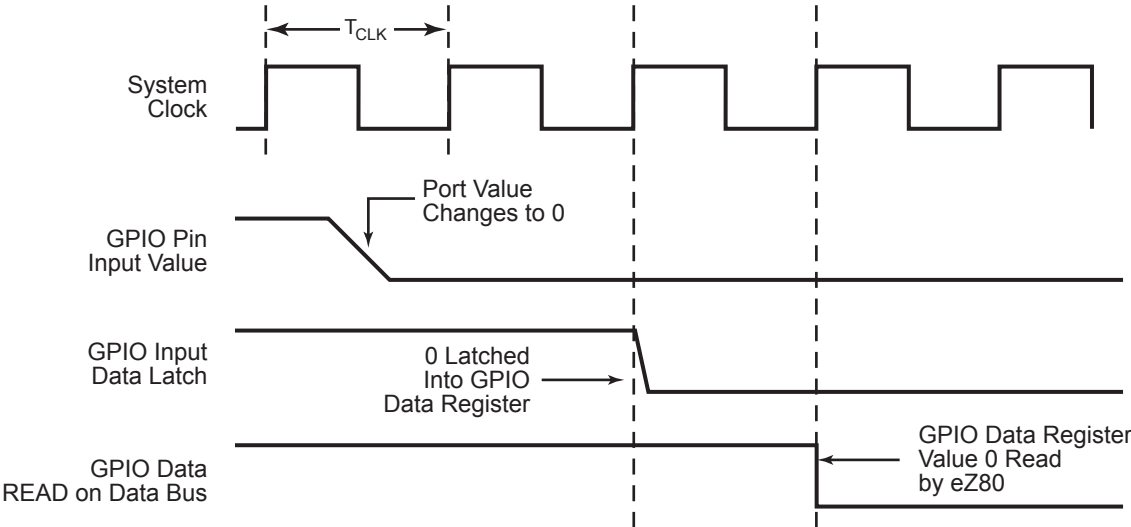 TCLK
System
Clock
Port Value
Changes to 0
GPIO Pin
Input Value
GPIO Input
Data Latch
0 Latched
Into GPIO
Data Register
GPIO Data
READ on Data Bus
GPIO Data Register
Value 0 Read
by eZ80